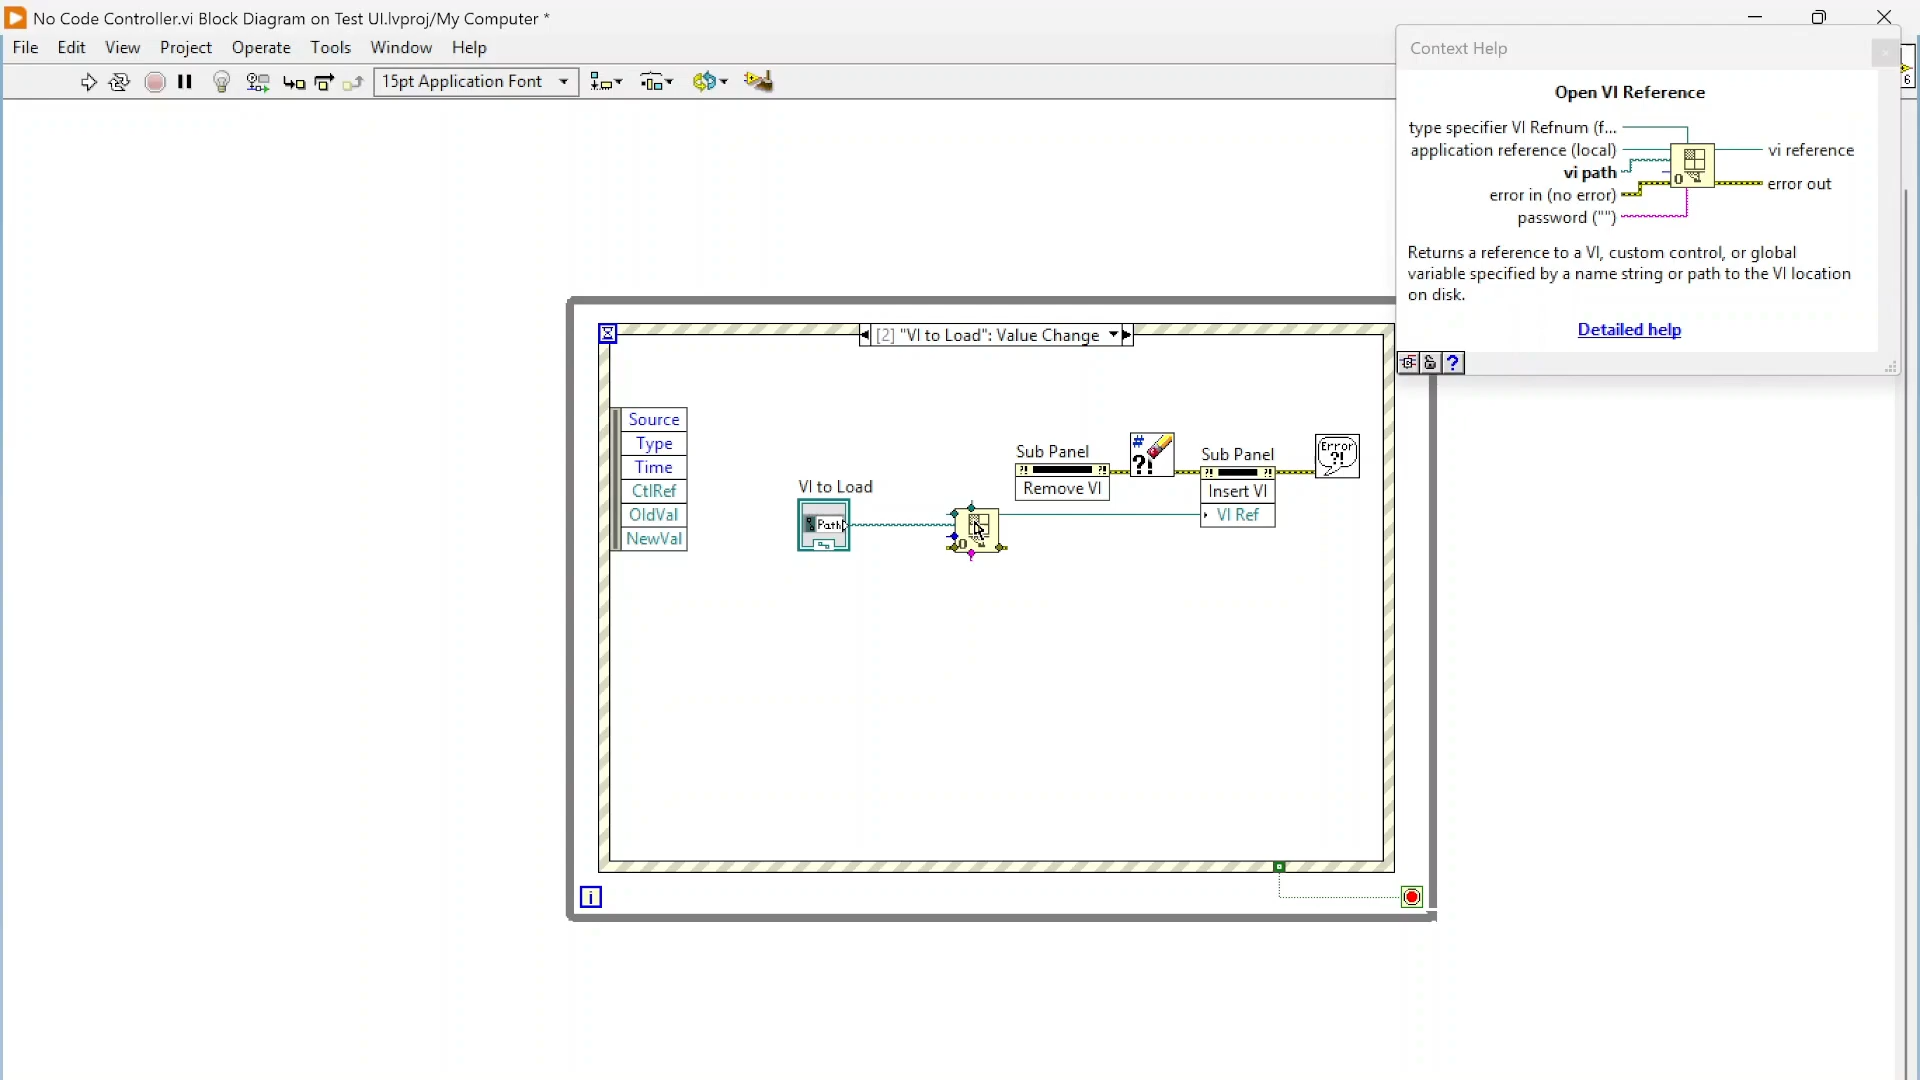 No Code Controller.vi Block Diagram on Test UI.lvproj/My Computer *
File Edit View Project Operate Tools Window Help
15pt Application Font
Context Help
6
Open VI Reference
type specifier VI Refnum (f...
application reference (local)
vi path
error in (no error)
password ("")
vi reference
error out
0
Returns a reference to a VI, custom control, or global
variable specified by a name string or path to the VI location
on disk.
Detailed help
?
[2] "VI to Load": Value Change
Source
Type
Time
CtlRef
OldVal
NewVal
VI to Load
Path
0
Sub Panel
?! ?!
Remove VI
#
?!
Sub Panel
?! ?!
Insert VI
VI Ref
Error
?!
i